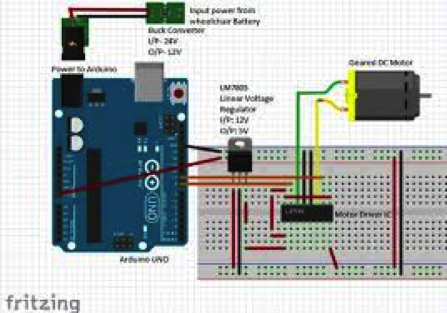 Input power from
wheelchair Battery
Buck Converter
I/P- 24V
O/P- 12V
Power to Arduino
Geared DC Motor
LM7805
Linear Voltage
Regulator
I/P: 12V
O/P: 5V
UNO
Motor Driver IC
Arduino UNO
fritzing